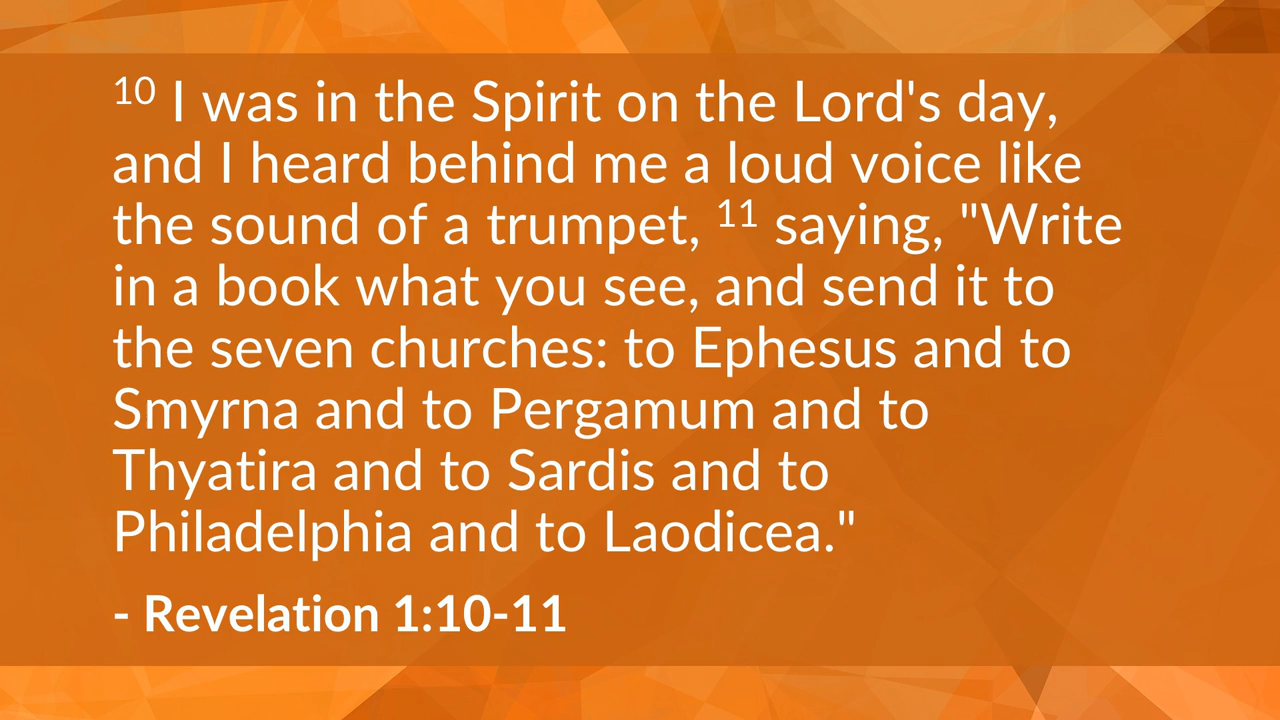 10 I was in the Spirit on the Lord's day,
and I heard behind me a loud voice like
the sound of a trumpet, 11 saying, "Write
in a book what you see, and send it to
the seven churches: to Ephesus and to
Smyrna and to Pergamum and to
Thyatira and to Sardis and to
Philadelphia and to Laodicea."
- Revelation 1:10-11